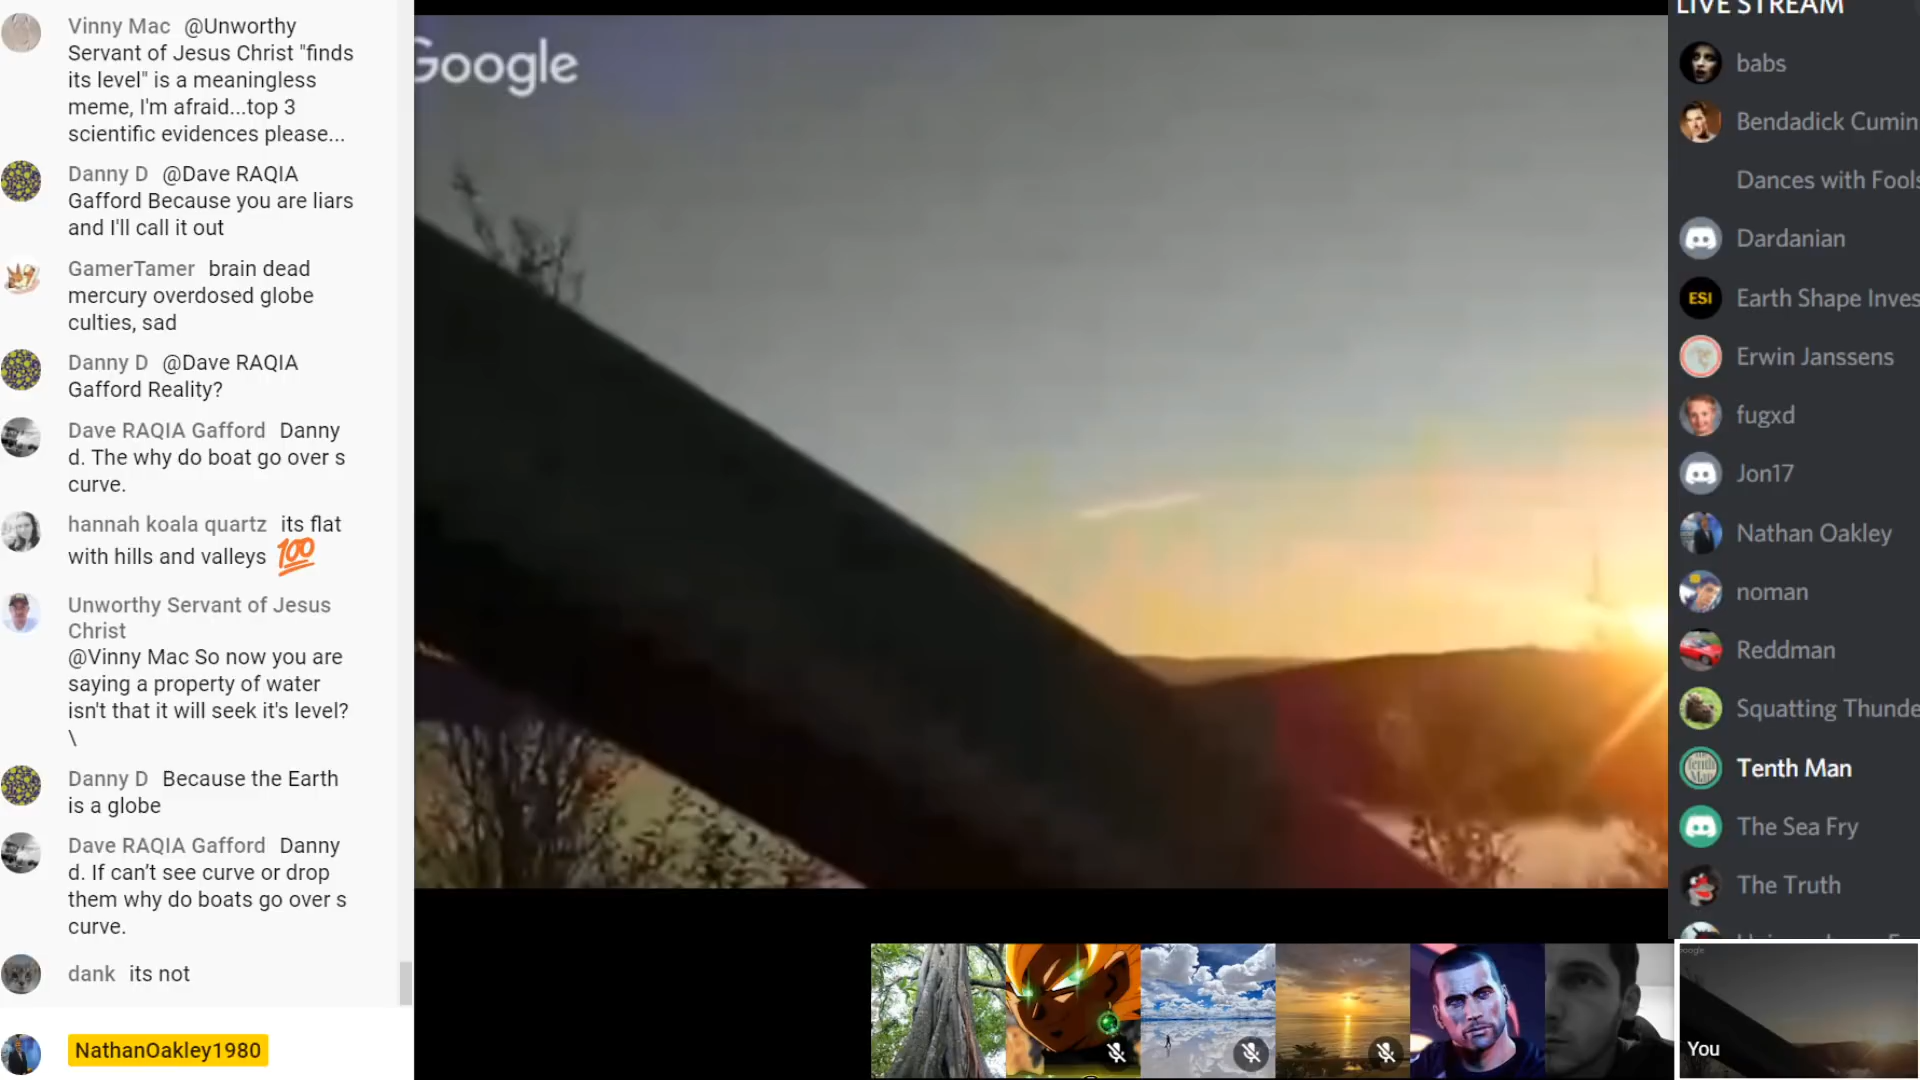 Vinny Mac @Unworthy
Servant of Jesus Christ "finds
its level" is a meaningless
meme, I'm afraid...top 3
scientific evidences please...
Danny D @Dave RAQIA
Gafford Because you are liars
and I'll call it out
GamerTamer brain dead
mercury overdosed globe
culties, sad
Danny D @Dave RAQIA
Gafford Reality?
Dave RAQIA Gafford Danny
d. The why do boat go over s
curve.
hannah koala quartz its flat
with hills and valleys 💯
Unworthy Servant of Jesus
Christ
@Vinny Mac So now you are
saying a property of water
isn't that it will seek it's level?
\
Danny D Because the Earth
is a globe
Dave RAQIA Gafford Danny
d. If can't see curve or drop
them why do boats go over s
curve.
dank its not
NathanOakley1980
Google
LIVE STREAM
babs
Bendadick Cumin
Dances with Fools
Dardanian
ESI Earth Shape Inves
Erwin Janssens
fugxd
Jon17
Nathan Oakley
noman
Reddman
Squatting Thunde
Tenth Man
The Sea Fry
The Truth
You